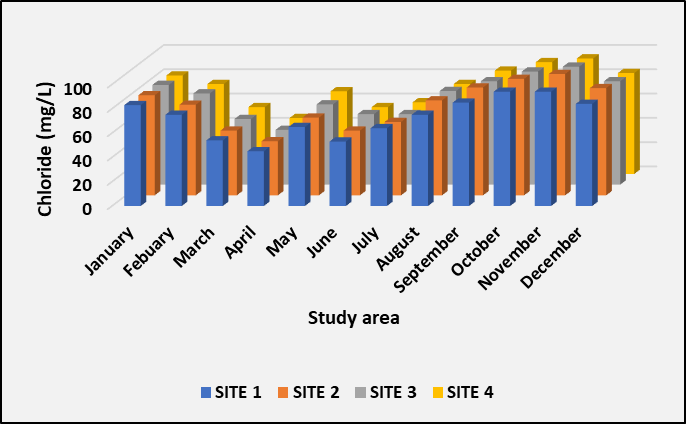 Chloride (mg/L)
100
80
60
40
20
0
January
Febuary
March
April
May
June
July
August
September
October
November
December
Study area
SITE 1 SITE 2 SITE 3 SITE 4